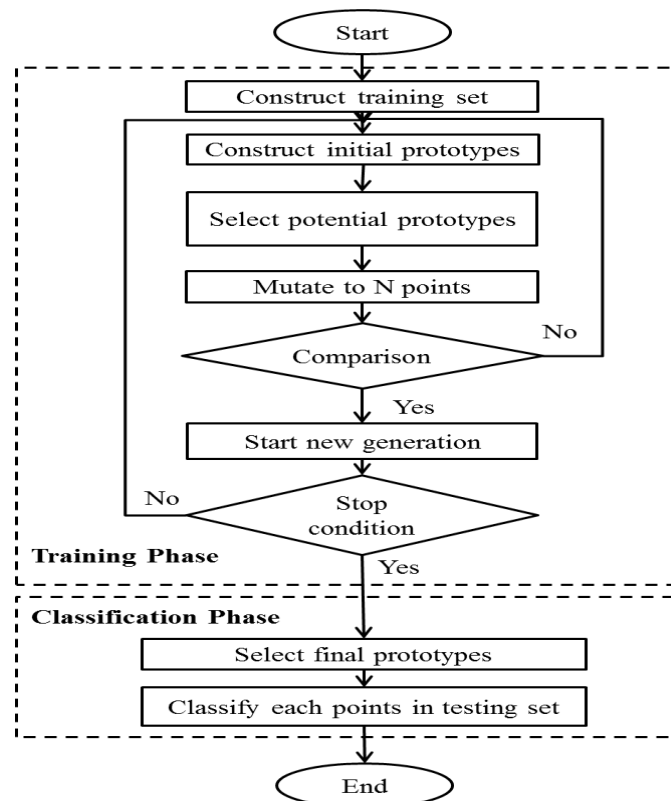 Start
Construct training set
Construct initial prototypes
Select potential prototypes
Mutate to N points
Comparison
No
Yes
Start new generation
No
Stop
condition
Training Phase
Yes
Classification Phase
Select final prototypes
Classify each points in testing set
End